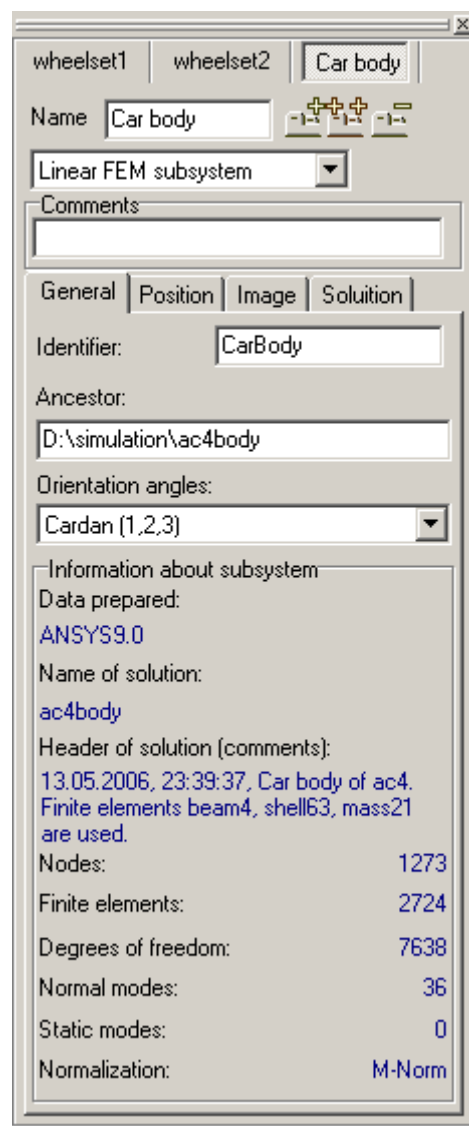 wheelset1 wheelset2 Car body
Name Car body
Linear FEM subsystem
Comments
General Position Image Soluition
Identifier: CarBody
Ancestor:
D:\simulation\ac4body
Orientation angles:
Cardan (1,2,3)
Information about subsystem
Data prepared:
ANSYS9.0
Name of solution:
ac4body
Header of solution (comments):
13.05.2006, 23:39:37, Car body of ac4.
Finite elements beam4, shell63, mass21
are used.
Nodes: 1273
Finite elements: 2724
Degrees of freedom: 7638
Normal modes: 36
Static modes: 0
Normalization: M-Norm